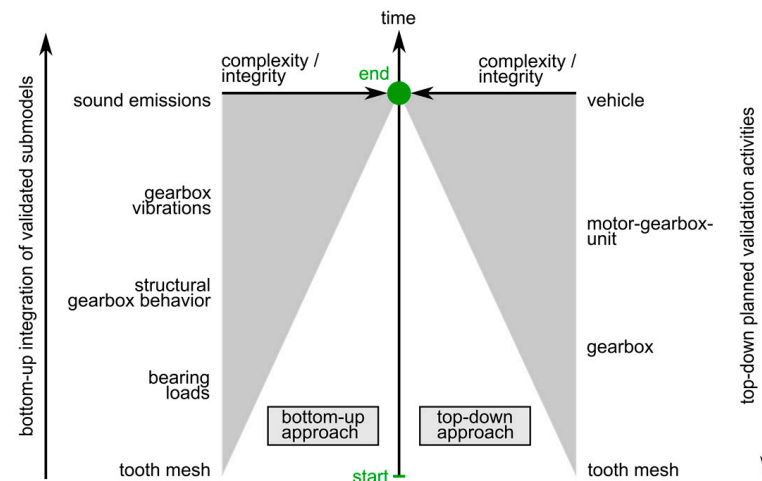 time
complexity /
integrity
end
complexity /
integrity
sound emissions
vehicle
gearbox
vibrations
motor-gearbox-
unit
structural
gearbox behavior
gearbox
bearing
loads
bottom-up
approach
top-down
approach
tooth mesh
start
tooth mesh
bottom-up integration of validated submodels
top-down planned validation activities